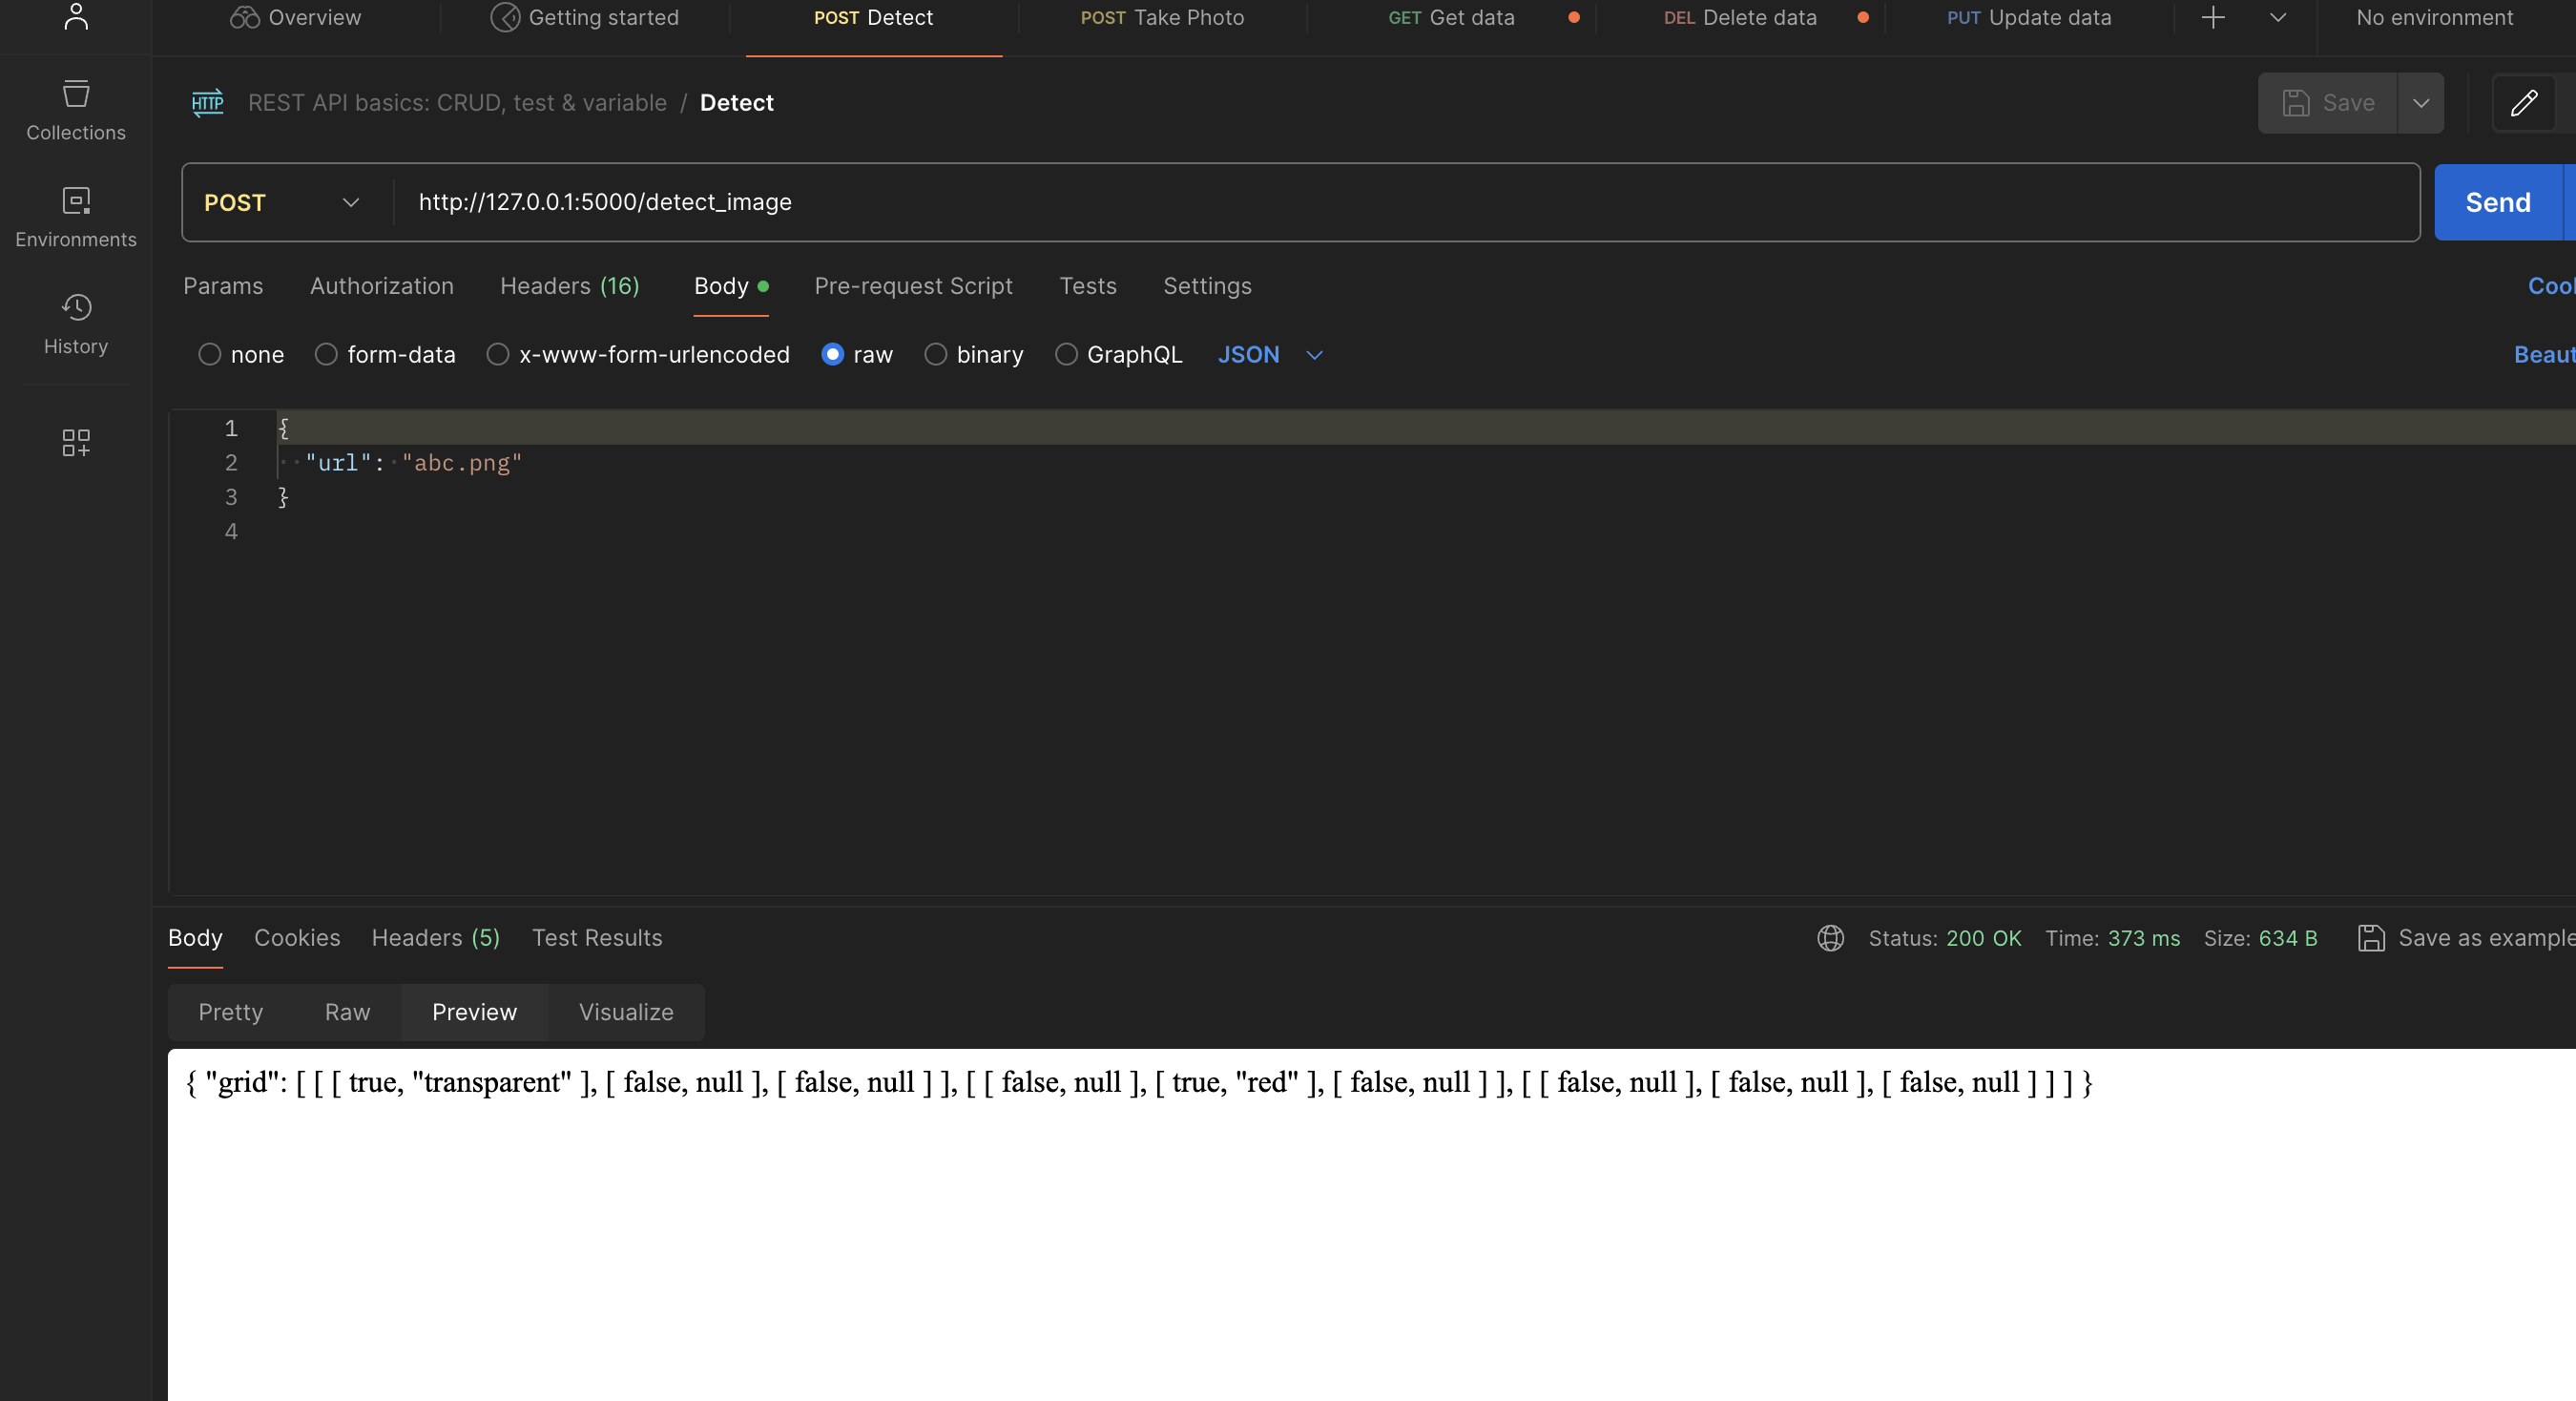 Overview Getting started POST Detect POST Take Photo GET Get data DEL Delete data PUT Update data No environment
HTTP REST API basics: CRUD, test & variable / Detect Save
Collections
POST http://127.0.0.1:5000/detect_image Send
Environments
Params Authorization Headers (16) Body Pre-request Script Tests Settings Cool
History
none form-data x-www-form-urlencoded raw binary GraphQL JSON Beaut
1 {
2 "url": "abc.png"
3 }
4
Body Cookies Headers (5) Test Results Status: 200 OK Time: 373 ms Size: 634 B Save as example
Pretty Raw Preview Visualize
{ "grid": [ [ [ true, "transparent" ], [ false, null ], [ false, null ] ], [ [ false, null ], [ true, "red" ], [ false, null ] ], [ [ false, null ], [ false, null ], [ false, null ] ] ] }